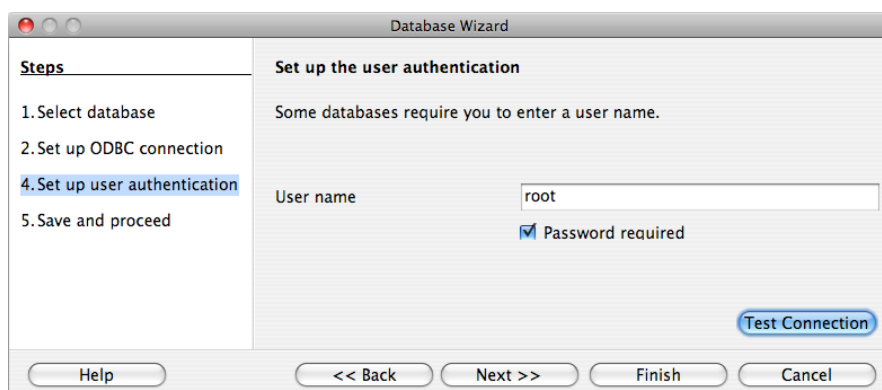 Database Wizard
Steps
1. Select database
2. Set up ODBC connection
4. Set up user authentication
5. Save and proceed
Set up the user authentication
Some databases require you to enter a user name.
User name
root
Password required
Test Connection
Help
<< Back
Next >>
Finish
Cancel